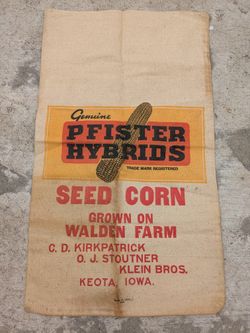 Genuine
PFISTER
HYBRIDS
TRADE MARK REGISTERED
SEED CORN
GROWN ON
WALDEN FARM
C. D. KIRKPATRICK
O. J. STOUTNER
KLEIN BROS.
KEOTA, IOWA.